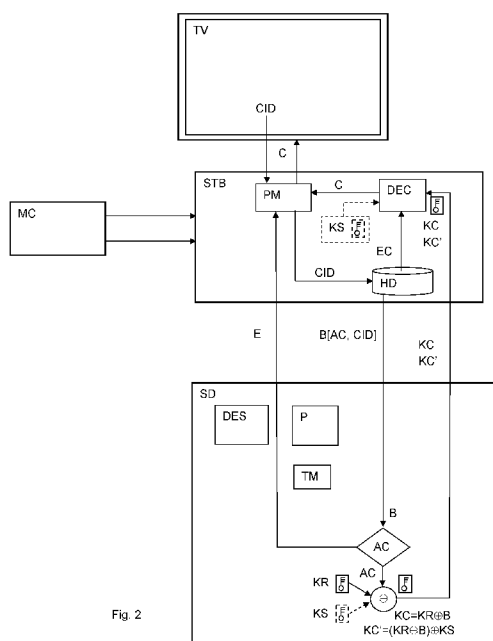 TV
CID
C
STB
PM
C
DEC
MC
KS
KC
KC'
EC
CID
HD
E
B[AC, CID]
KC
KC'
SD
DES
P
TM
B
AC
AC
KR
KS
⊖
KC=KR⊕B
KC'=(KR⊖B)⊕KS
Fig. 2